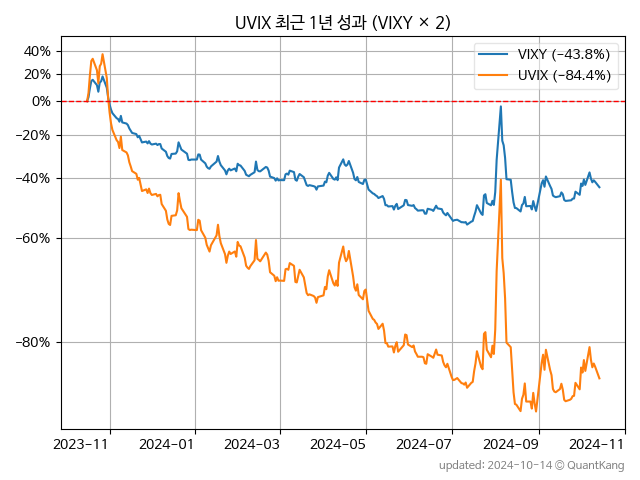 UVIX 최근 1년 성과 (VIXY × 2)
VIXY (−43.8%)
UVIX (−84.4%)
40%
20%
0%
−20%
−40%
−60%
−80%
2023−11 2024−01 2024−03 2024−05 2024−07 2024−09 2024−11
updated: 2024-10-14 © QuantKang